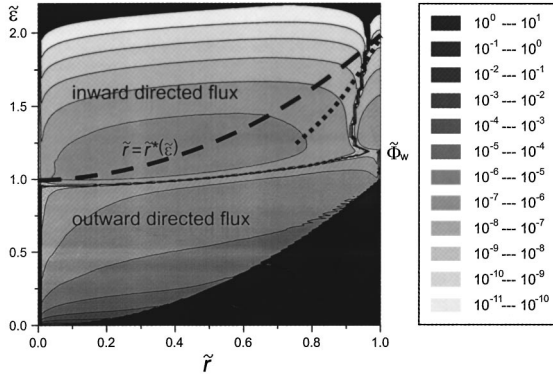 ε̃
2.0
1.5
1.0
0.5
0.0
inward directed flux
r̃=r̃*(ε̃)
outward directed flux
Φ̃w
0.0 0.2 0.4 0.6 0.8 1.0
r̃
10⁰ --- 10¹
10⁻¹ --- 10⁰
10⁻² --- 10⁻¹
10⁻³ --- 10⁻²
10⁻⁴ --- 10⁻³
10⁻⁵ --- 10⁻⁴
10⁻⁶ --- 10⁻⁵
10⁻⁷ --- 10⁻⁶
10⁻⁸ --- 10⁻⁷
10⁻⁹ --- 10⁻⁸
10⁻¹⁰ --- 10⁻⁹
10⁻¹¹ --- 10⁻¹⁰